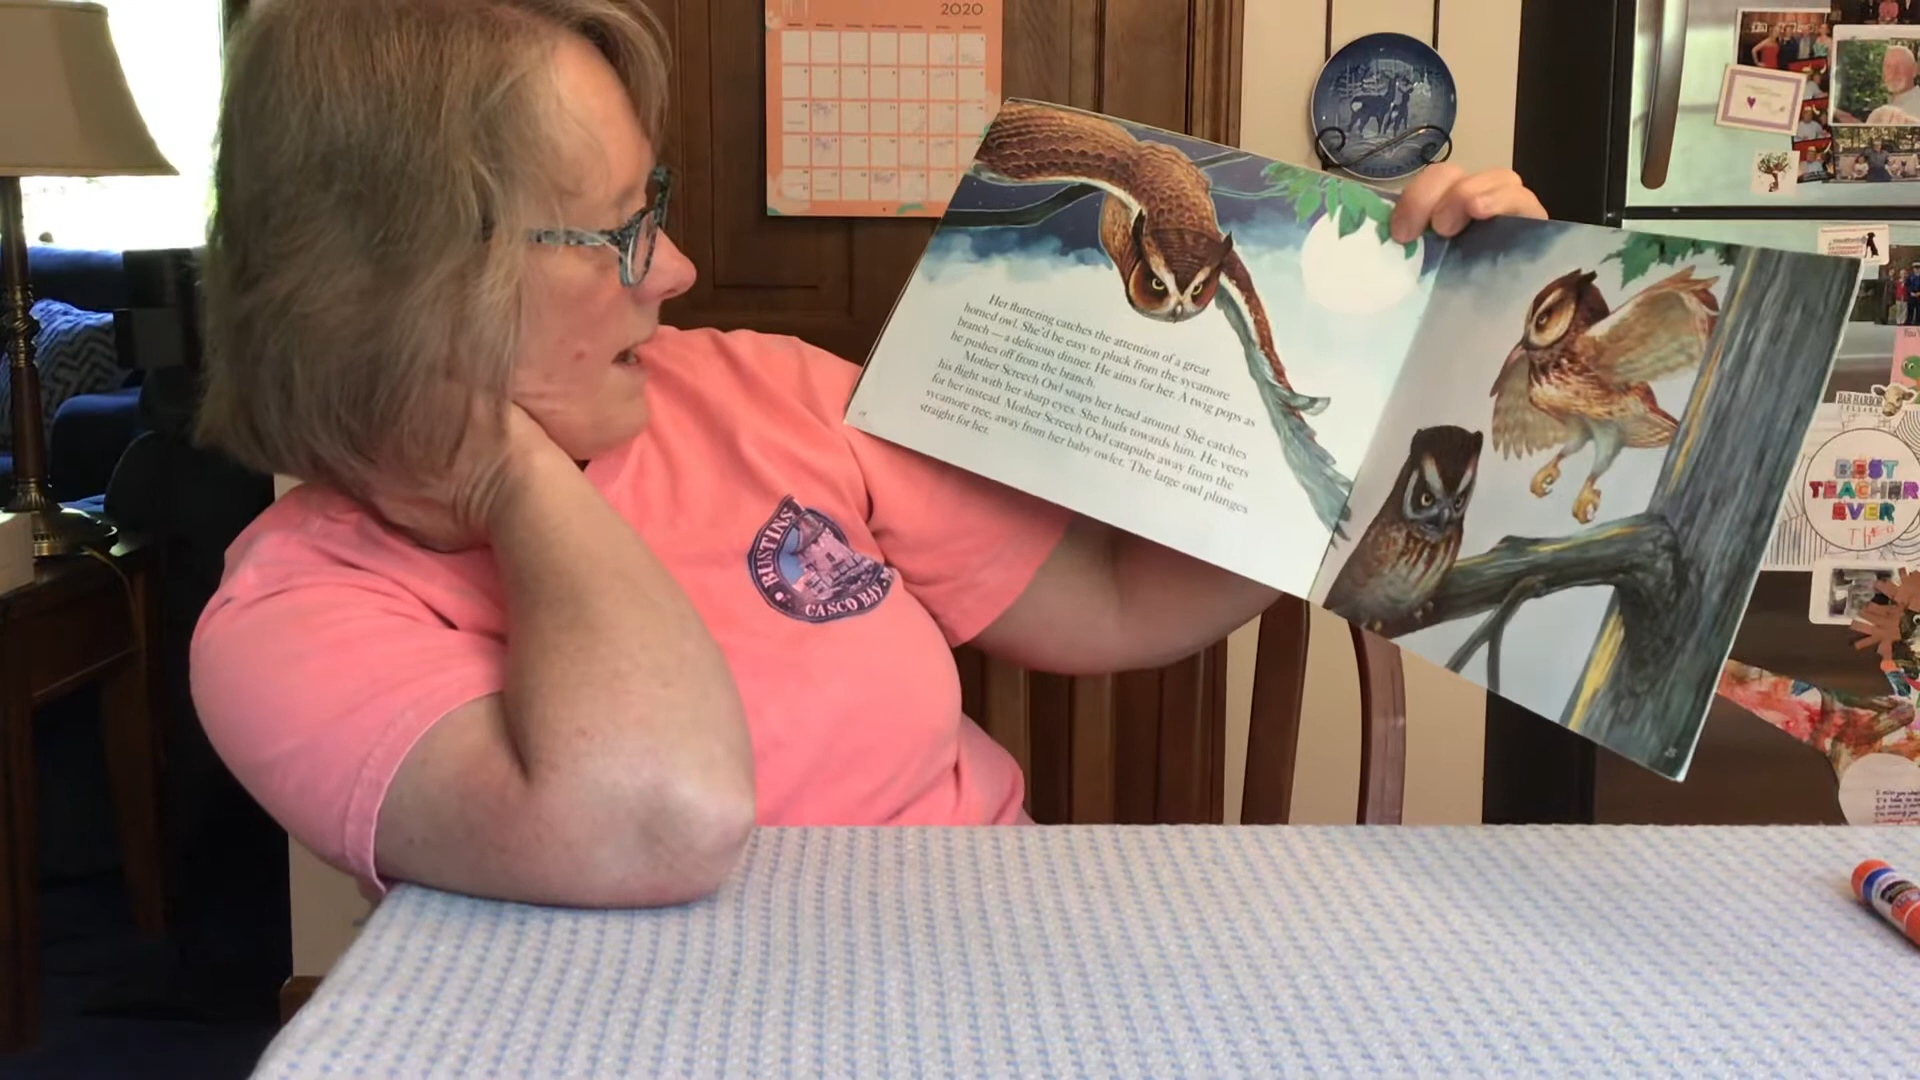 2020
Her fluttering catches the attention of a great
horned owl. She'd be easy to pluck from the sycamore
branch — a delicious dinner. He aims for her. A twig pops as
he pushes off from the branch.
Mother Screech Owl snaps her head around. She catches
his flight with her sharp eyes. She hurls towards him. He veers
for her instead. Mother Screech Owl catapults away from the
sycamore tree, away from her baby owlet. The large owl plunges
straight for her.
25
BUSTINS
CASCO BAY
BAR HARBOR
BEST
TEACHER
EVER